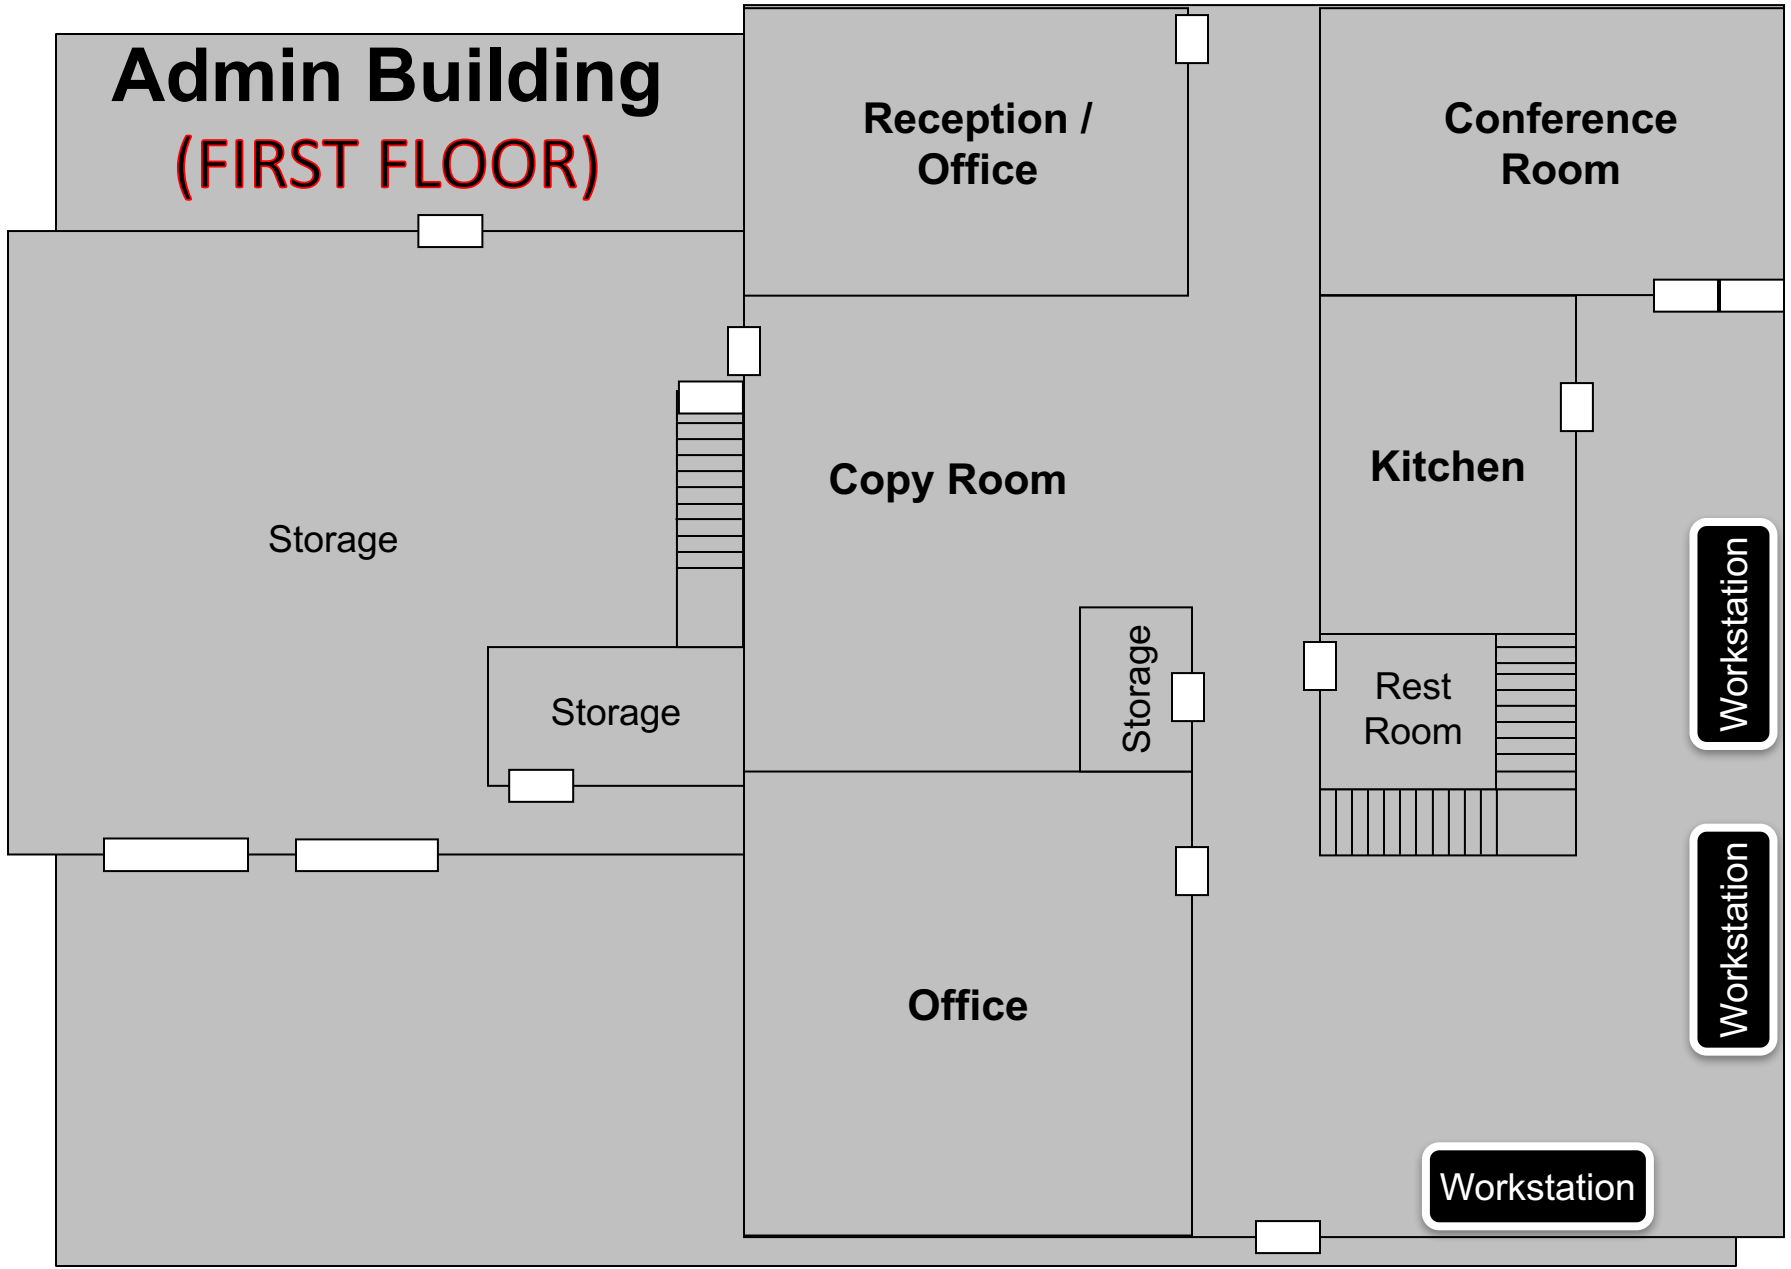 Admin Building
(FIRST FLOOR)
Reception /
Office
Conference
Room
Storage
Copy Room
Kitchen
Workstation
Storage
Storage
Rest
Room
Workstation
Office
Workstation